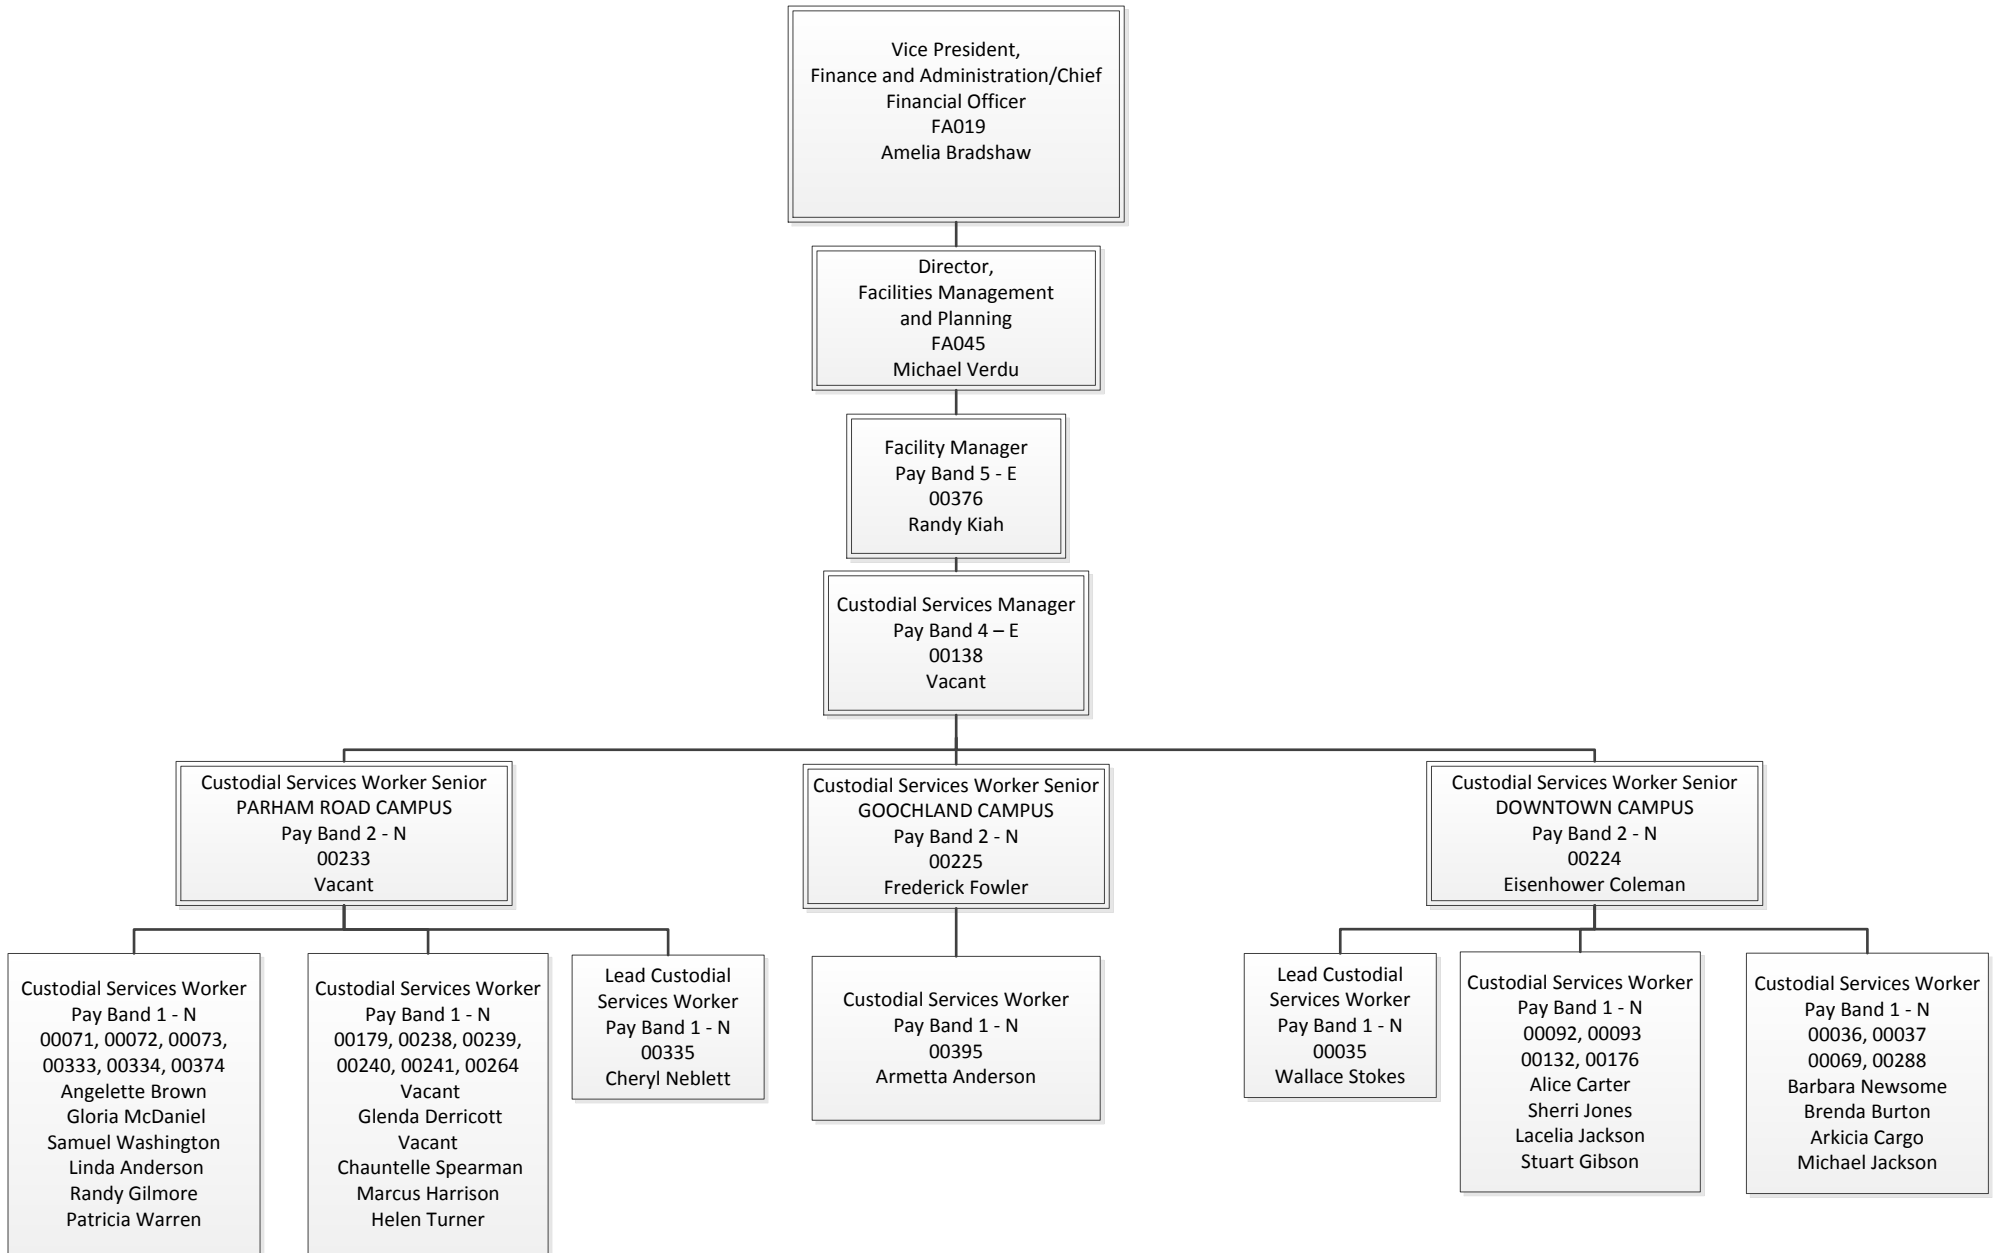 Vice President,
Finance and Administration/Chief
Financial Officer
FA019
Amelia Bradshaw
Director,
Facilities Management
and Planning
FA045
Michael Verdu
Facility Manager
Pay Band 5 - E
00376
Randy Kiah
Custodial Services Manager
Pay Band 4 – E
00138
Vacant
Custodial Services Worker Senior
PARHAM ROAD CAMPUS
Pay Band 2 - N
00233
Vacant
Custodial Services Worker Senior
GOOCHLAND CAMPUS
Pay Band 2 - N
00225
Frederick Fowler
Custodial Services Worker Senior
DOWNTOWN CAMPUS
Pay Band 2 - N
00224
Eisenhower Coleman
Custodial Services Worker
Pay Band 1 - N
00071, 00072, 00073,
00333, 00334, 00374
Angelette Brown
Gloria McDaniel
Samuel Washington
Linda Anderson
Randy Gilmore
Patricia Warren
Custodial Services Worker
Pay Band 1 - N
00179, 00238, 00239,
00240, 00241, 00264
Vacant
Glenda Derricott
Vacant
Chauntelle Spearman
Marcus Harrison
Helen Turner
Lead Custodial
Services Worker
Pay Band 1 - N
00335
Cheryl Neblett
Custodial Services Worker
Pay Band 1 - N
00395
Armetta Anderson
Lead Custodial
Services Worker
Pay Band 1 - N
00035
Wallace Stokes
Custodial Services Worker
Pay Band 1 - N
00092, 00093
00132, 00176
Alice Carter
Sherri Jones
Lacelia Jackson
Stuart Gibson
Custodial Services Worker
Pay Band 1 - N
00036, 00037
00069, 00288
Barbara Newsome
Brenda Burton
Arkicia Cargo
Michael Jackson